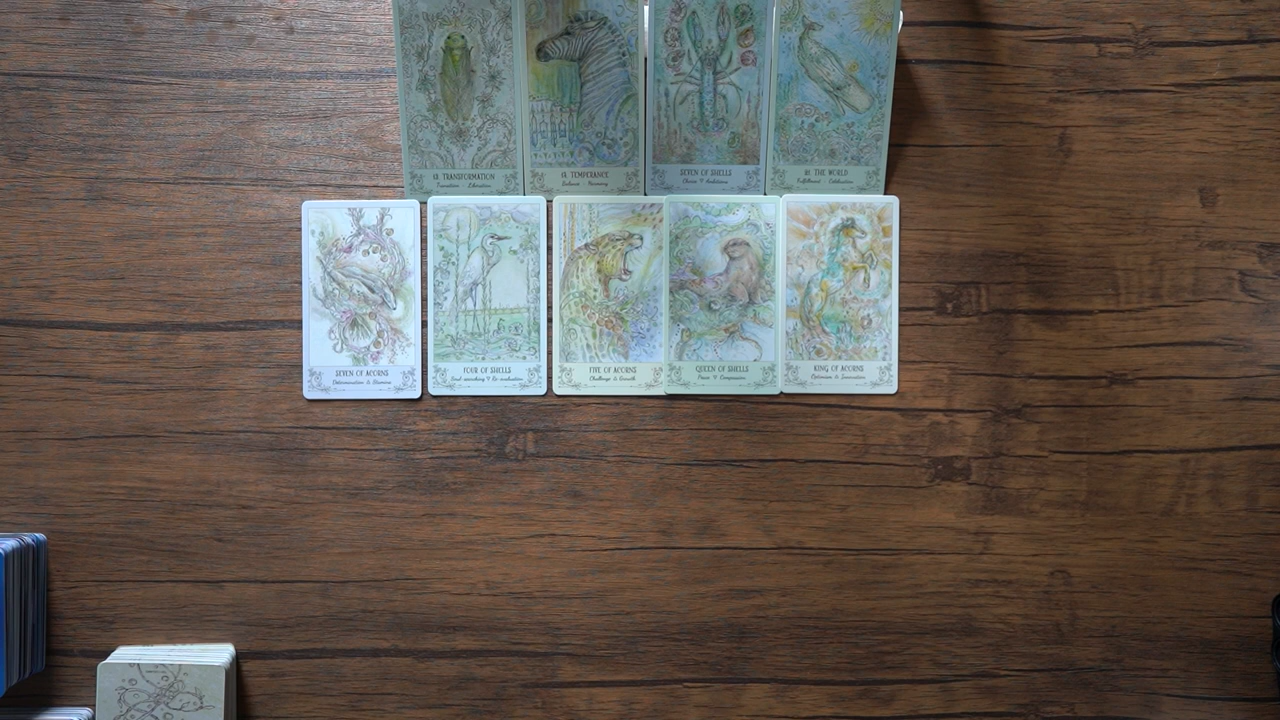 13. TRANSFORMATION
Transition - Liberation
14. TEMPERANCE
Balance - Harmony
SEVEN OF SHELLS
Choice & Ambitions
21. THE WORLD
Fulfillment - Celebration
SEVEN OF ACORNS
Determination & Stamina
FOUR OF SHELLS
Soul-searching & Re-evaluation
FIVE OF ACORNS
Challenge & Growth
QUEEN OF SHELLS
Peace & Compassion
KING OF ACORNS
Optimism & Innovation